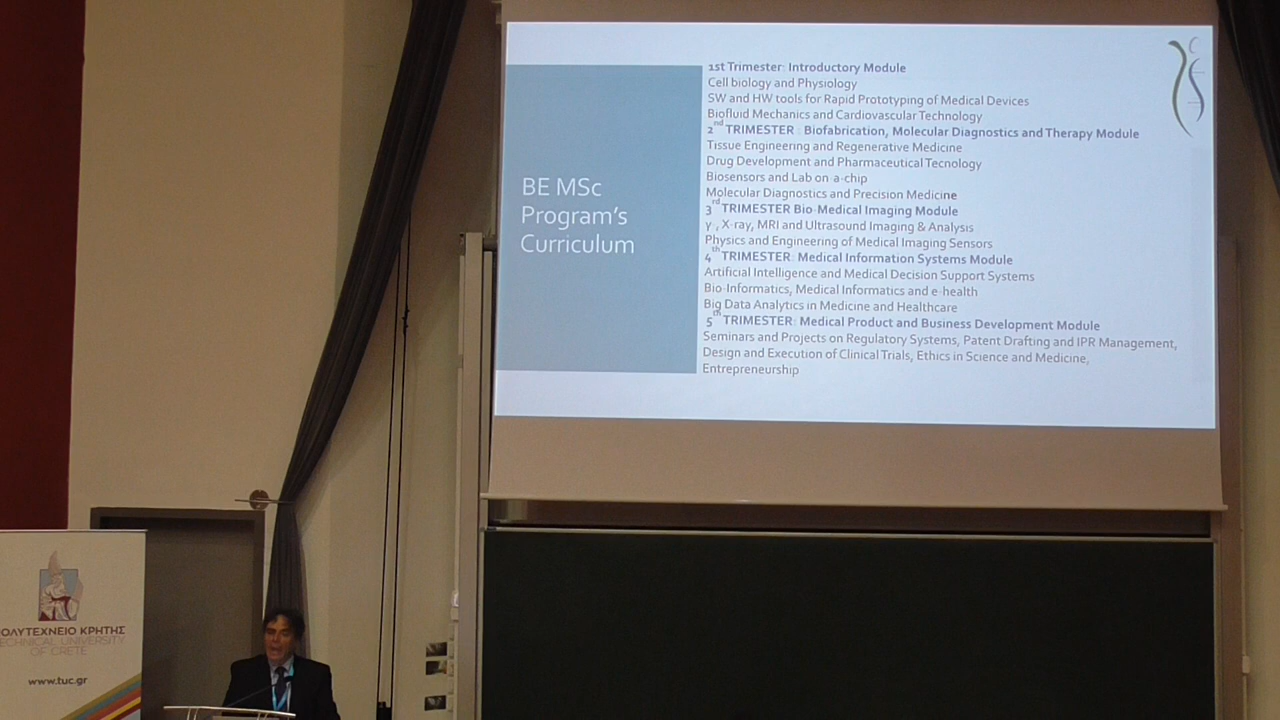 BE MSc
Program's
Curriculum
1st Trimester: Introductory Module
Cell biology and Physiology
SW and HW tools for Rapid Prototyping of Medical Devices
Biofluid Mechanics and Cardiovascular Technology
2nd TRIMESTER : Biofabrication, Molecular Diagnostics and Therapy Module
Tissue Engineering and Regenerative Medicine
Drug Development and Pharmaceutical Tecnology
Biosensors and Lab on-a-chip
Molecular Diagnostics and Precision Medicine
3rd TRIMESTER Bio-Medical Imaging Module
γ , X-ray, MRI and Ultrasound Imaging & Analysis
Physics and Engineering of Medical Imaging Sensors
4th TRIMESTER: Medical Information Systems Module
Artificial Intelligence and Medical Decision Support Systems
Bio-Informatics, Medical Informatics and e-health
Big Data Analytics in Medicine and Healthcare
5th TRIMESTER: Medical Product and Business Development Module
Seminars and Projects on Regulatory Systems, Patent Drafting and IPR Management,
Design and Execution of Clinical Trials, Ethics in Science and Medicine,
Entrepreneurship
ΟΛΥΤΕΧΝΕΙΟ ΚΡΗΤΗΣ
ECHNICAL UNIVERSITY
OF CRETE
www.tuc.gr